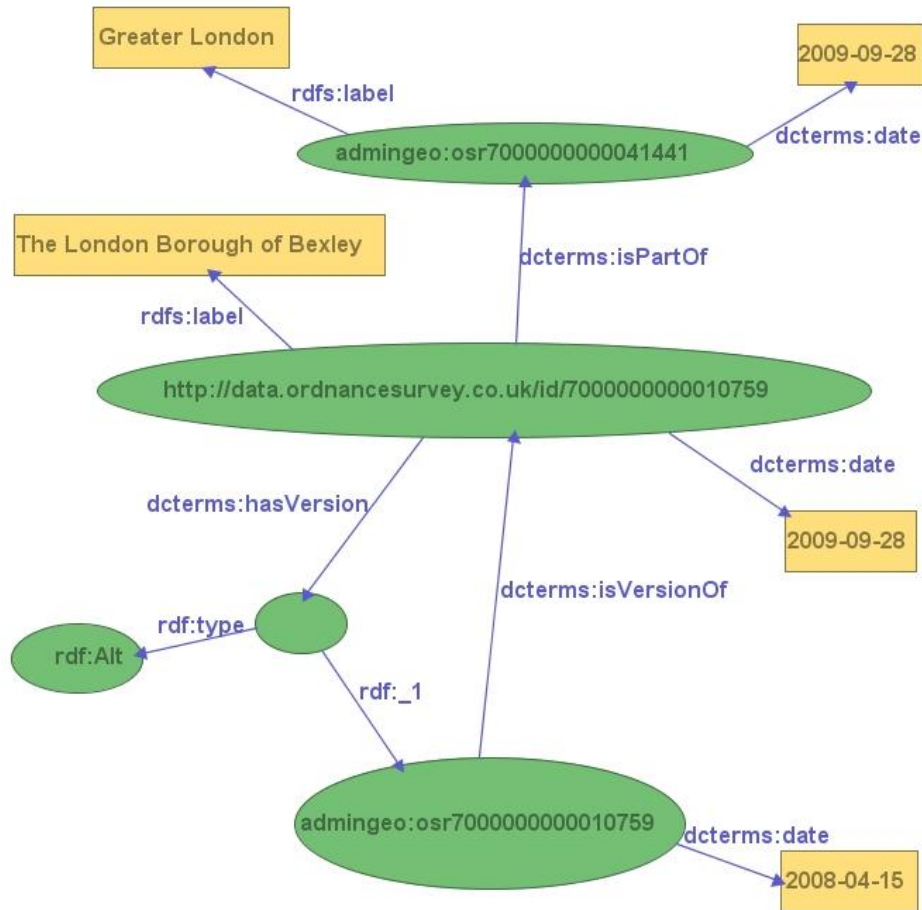 Greater London
2009-09-28
rdfs:label
dcterms:date
admingeo:osr7000000000041441
The London Borough of Bexley
dcterms:isPartOf
rdfs:label
http://data.ordnancesurvey.co.uk/id/7000000000010759
dcterms:date
dcterms:hasVersion
2009-09-28
dcterms:isVersionOf
rdf:type
rdf:Alt
rdf:_1
admingeo:osr7000000000010759
dcterms:date
2008-04-15